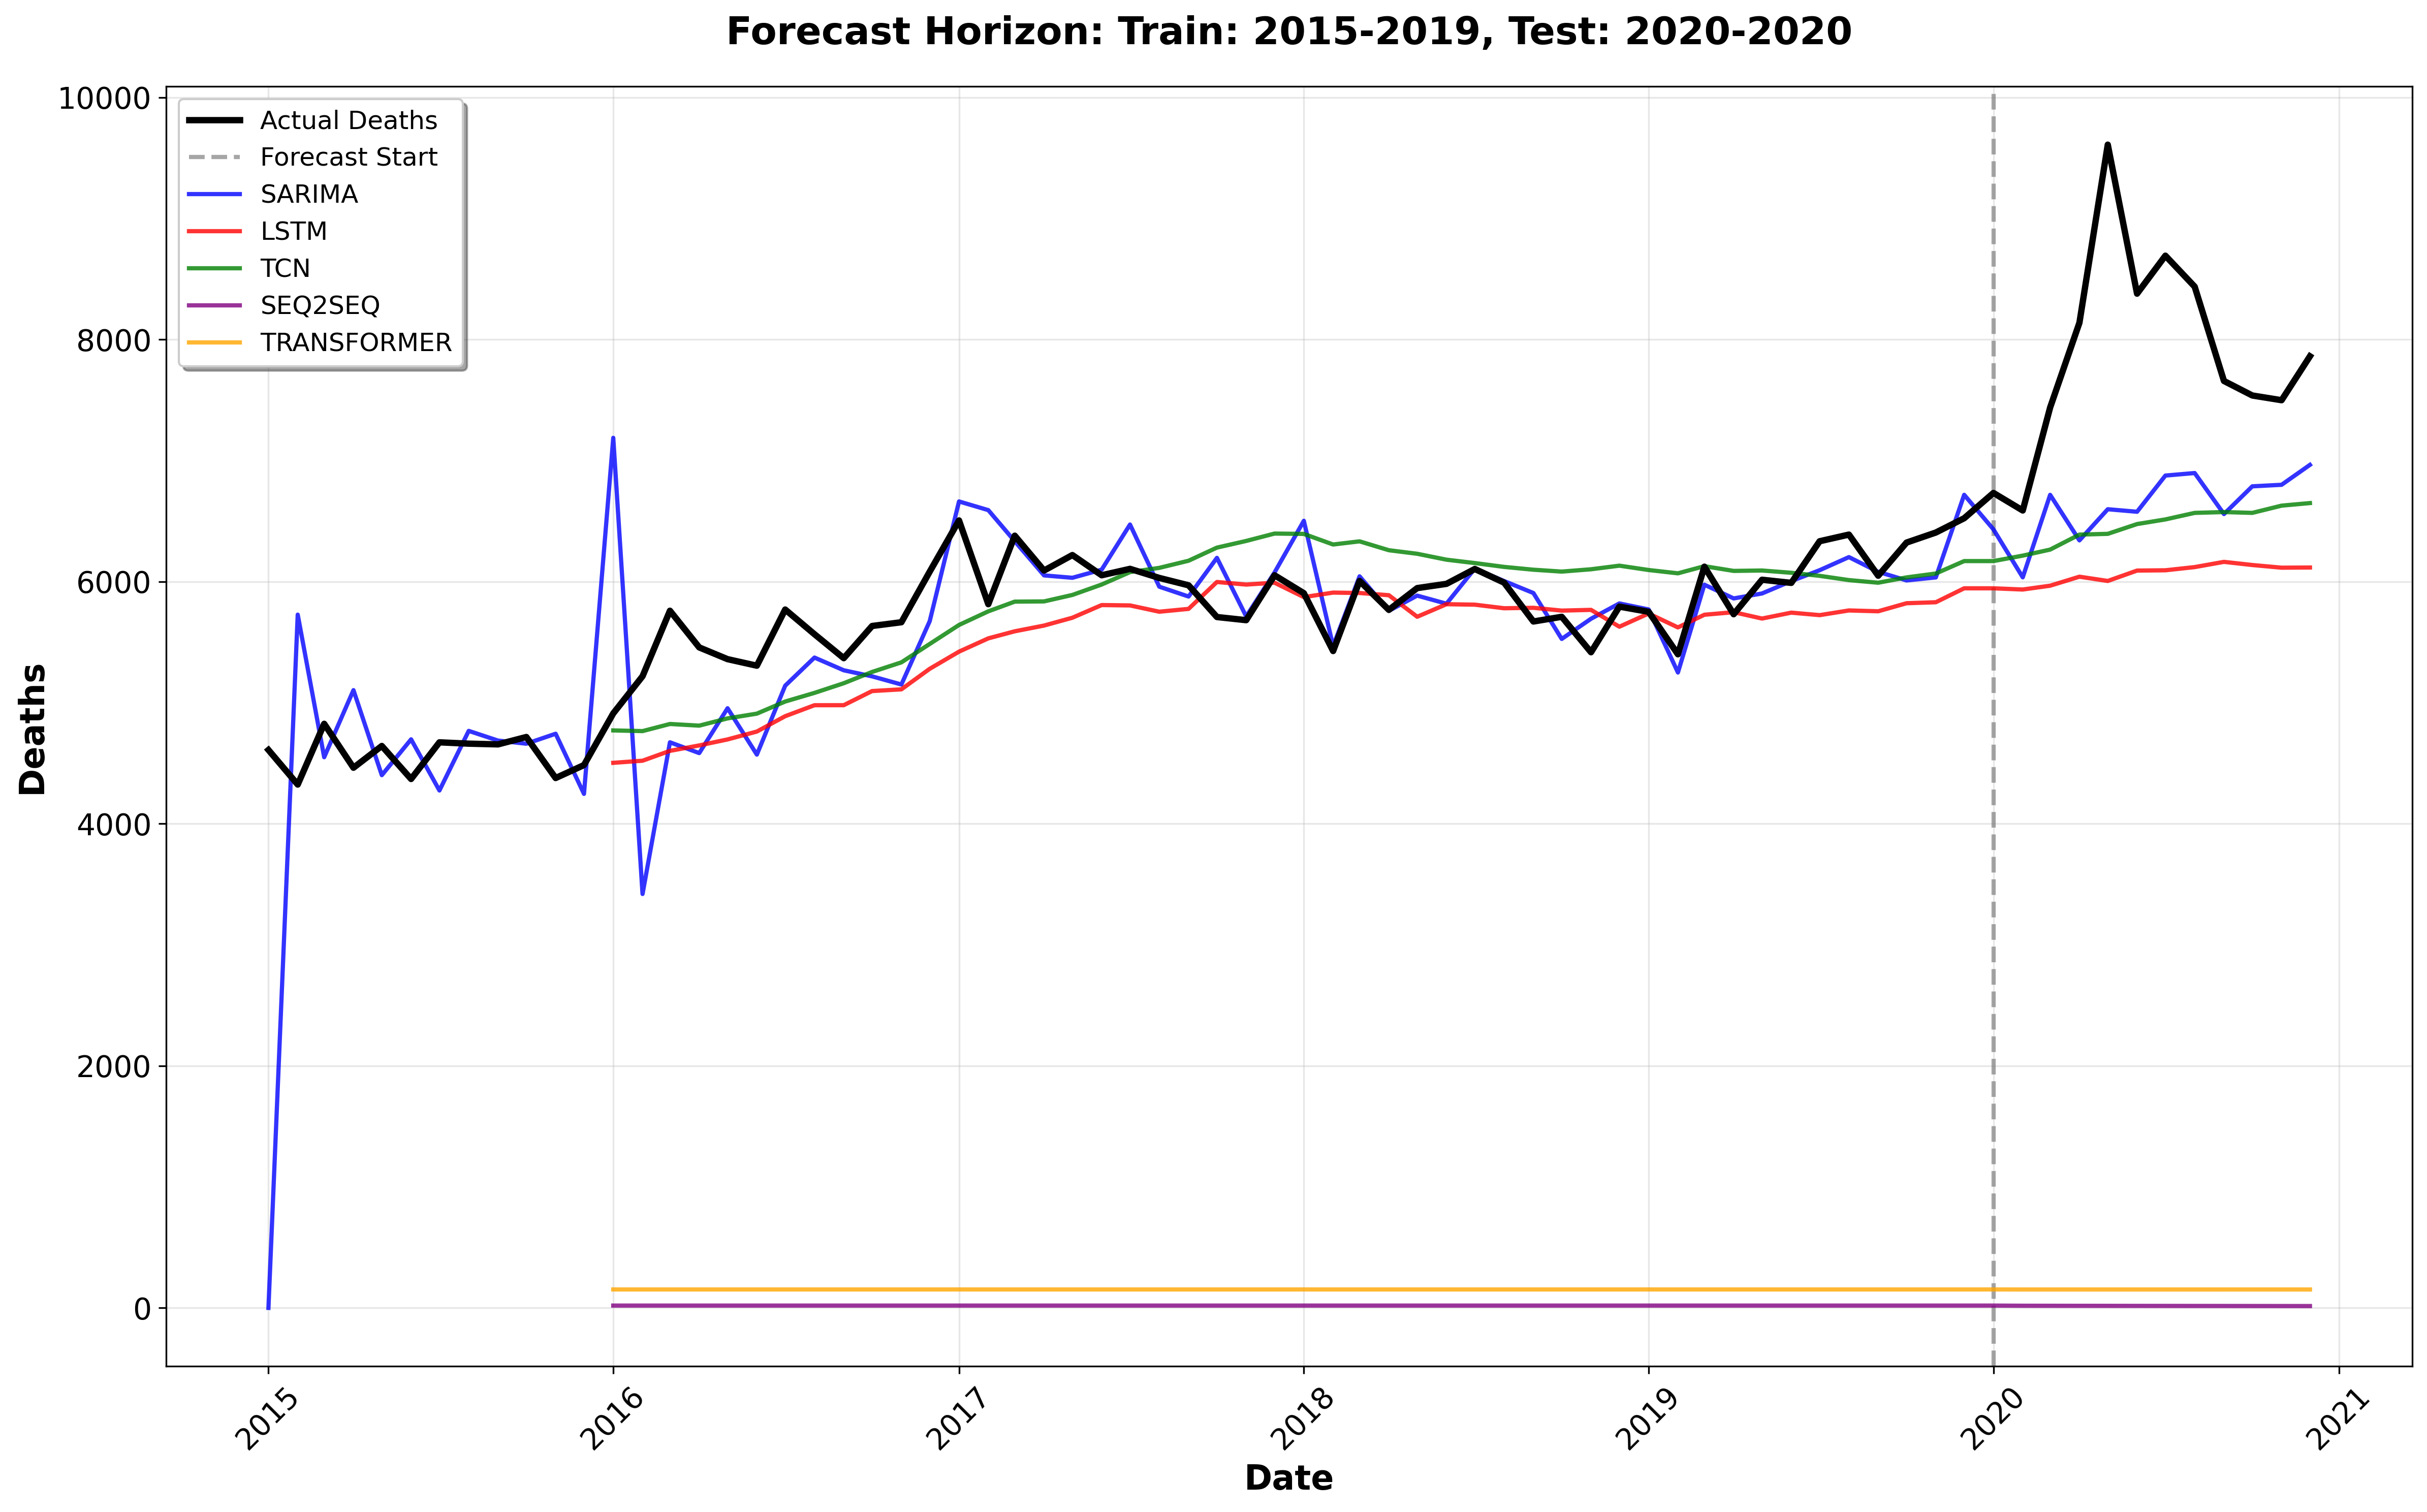 Forecast Horizon: Train: 2015-2019, Test: 2020-2020
10000
8000
6000
4000
2000
0
Deaths
Actual Deaths
Forecast Start
SARIMA
LSTM
TCN
SEQ2SEQ
TRANSFORMER
2015
2016
2017
2018
2019
2020
2021
Date